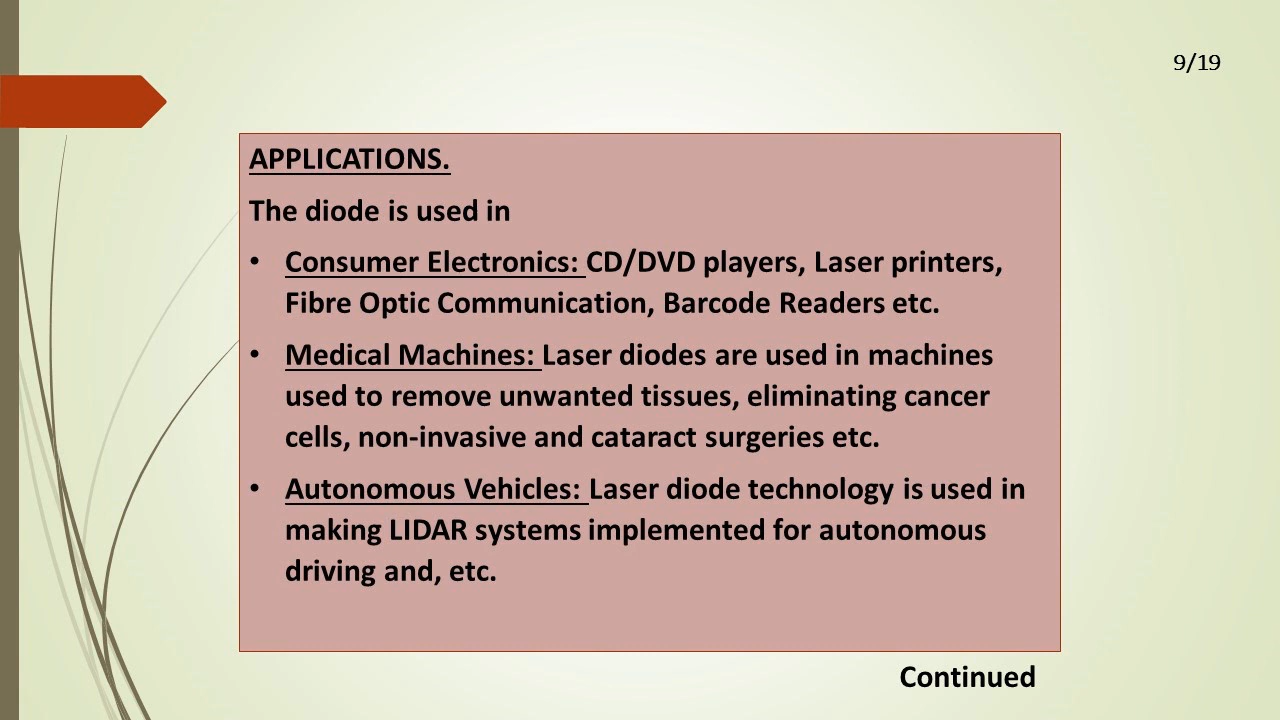 9/19
APPLICATIONS.
The diode is used in
• Consumer Electronics: CD/DVD players, Laser printers,
Fibre Optic Communication, Barcode Readers etc.
• Medical Machines: Laser diodes are used in machines
used to remove unwanted tissues, eliminating cancer
cells, non-invasive and cataract surgeries etc.
• Autonomous Vehicles: Laser diode technology is used in
making LIDAR systems implemented for autonomous
driving and, etc.
Continued